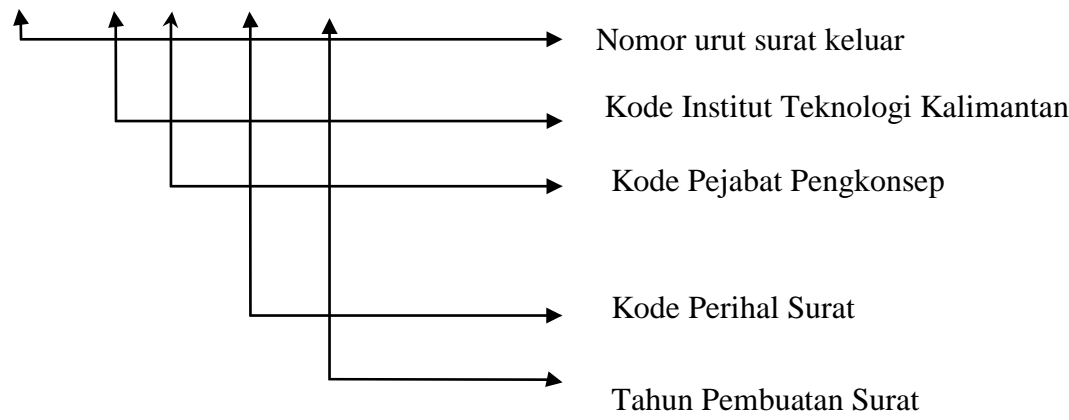 Nomor urut surat keluar
Kode Institut Teknologi Kalimantan
Kode Pejabat Pengkonsep
Kode Perihal Surat
Tahun Pembuatan Surat